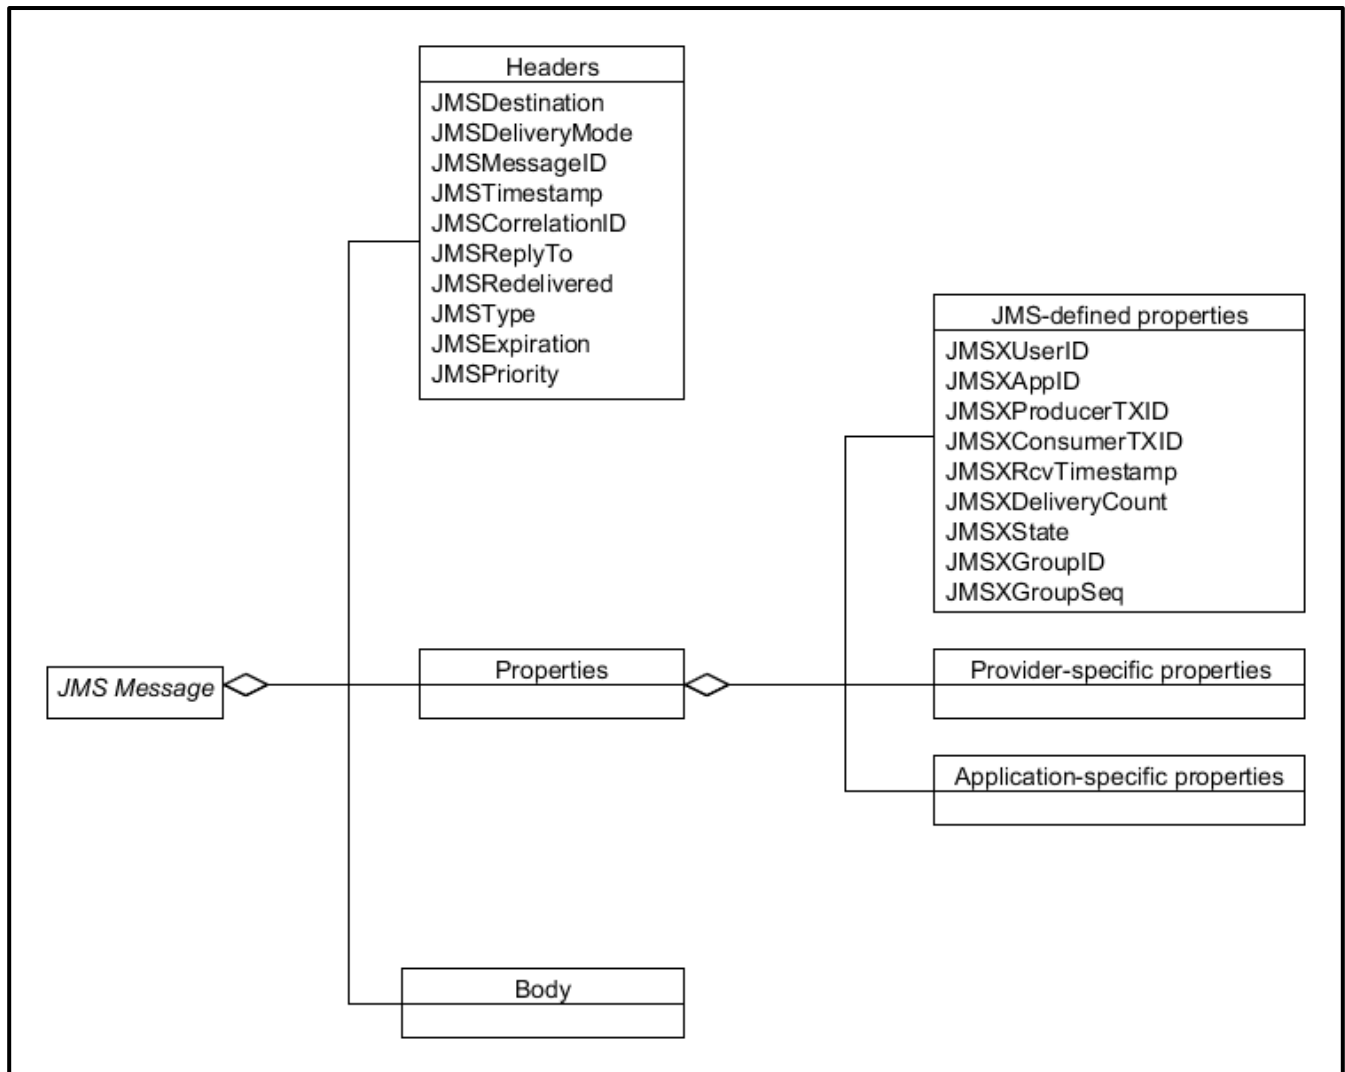 Headers
JMSDestination
JMSDeliveryMode
JMSMessageID
JMSTimestamp
JMSCorrelationID
JMSReplyTo
JMSRedelivered
JMSType
JMSExpiration
JMSPriority
JMS-defined properties
JMSXUserID
JMSXAppID
JMSXProducerTXID
JMSXConsumerTXID
JMSXRcvTimestamp
JMSXDeliveryCount
JMSXState
JMSXGroupID
JMSXGroupSeq
JMS Message
Properties
Provider-specific properties
Application-specific properties
Body